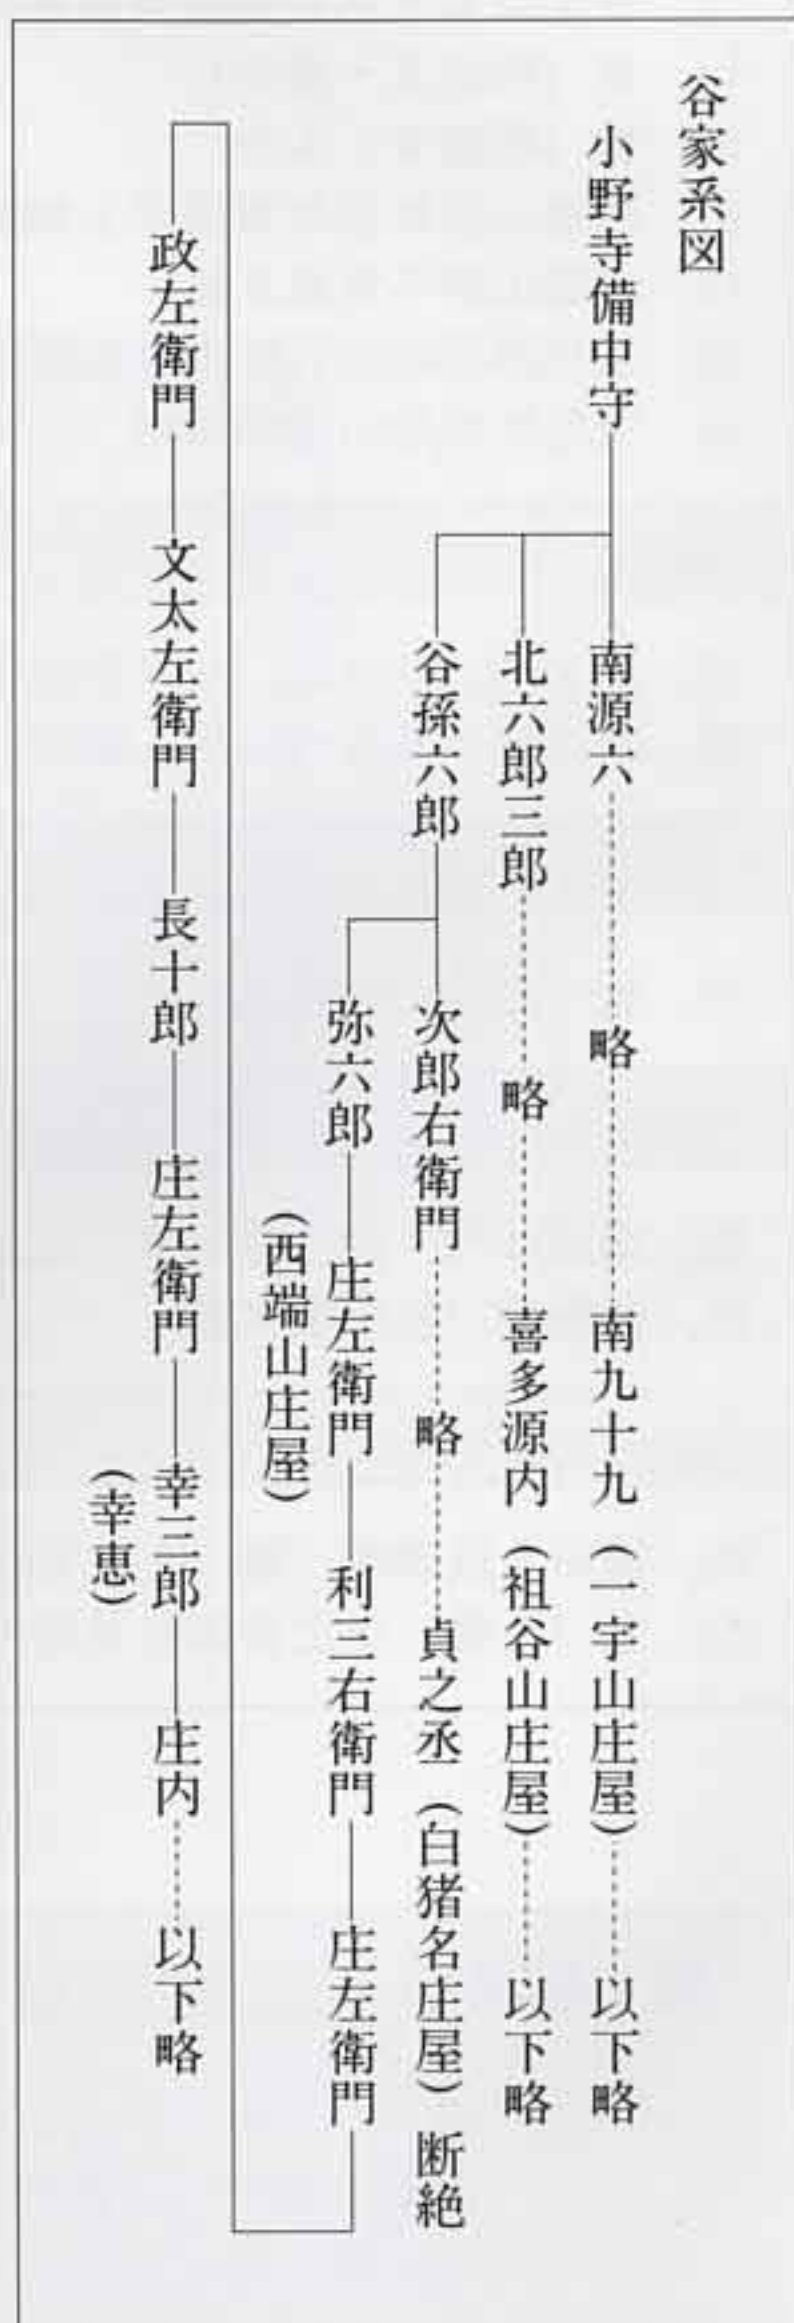 谷家系図
小野寺備中守
南源六 略 南九十九(一宇山庄屋) 以下略
北六郎三郎 略 喜多源内(祖谷山庄屋) 以下略
谷孫六郎
次郎右衛門 略 貞之丞(白猪名庄屋)断絶
弥六郎 庄左衛門 利三右衛門 庄左衛門
(西端山庄屋)
政左衛門 文太左衛門 長十郎 庄左衛門 幸三郎 庄内 以下略
(幸恵)